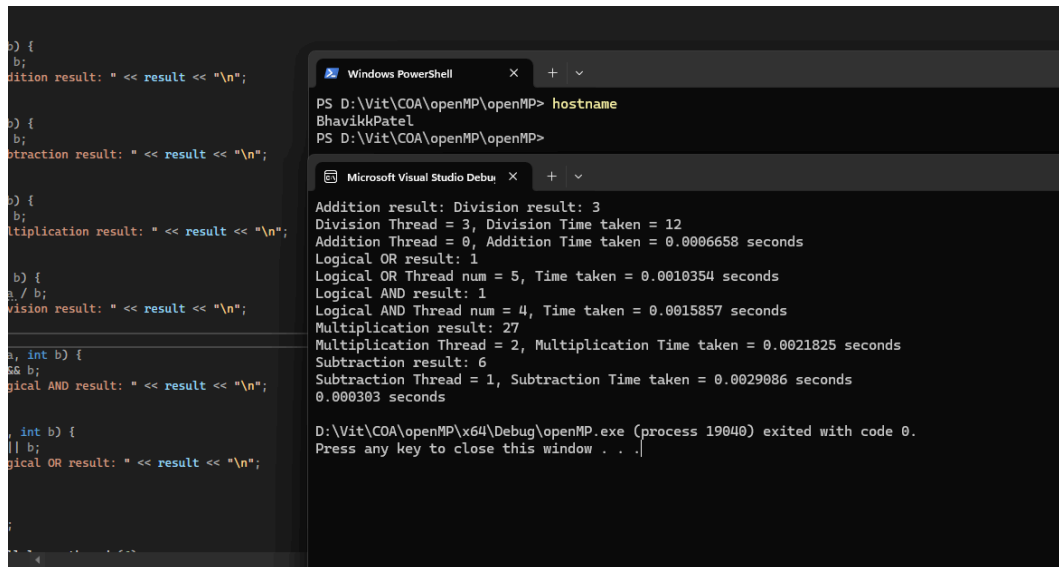 b) {
b;
dition result: " << result << "\n";
b) {
b;
btraction result: " << result << "\n";
b) {
b;
ltiplication result: " << result << "\n";
b) {
a / b;
vision result: " << result << "\n";
a, int b) {
&& b;
gical AND result: " << result << "\n";
, int b) {
|| b;
gical OR result: " << result << "\n";
;
Windows PowerShell
PS D:\Vit\COA\openMP\openMP> hostname
BhavikkPatel
PS D:\Vit\COA\openMP\openMP>
Microsoft Visual Studio Debu
Addition result: Division result: 3
Division Thread = 3, Division Time taken = 12
Addition Thread = 0, Addition Time taken = 0.0006658 seconds
Logical OR result: 1
Logical OR Thread num = 5, Time taken = 0.0010354 seconds
Logical AND result: 1
Logical AND Thread num = 4, Time taken = 0.0015857 seconds
Multiplication result: 27
Multiplication Thread = 2, Multiplication Time taken = 0.0021825 seconds
Subtraction result: 6
Subtraction Thread = 1, Subtraction Time taken = 0.0029086 seconds
0.000303 seconds
D:\Vit\COA\openMP\x64\Debug\openMP.exe (process 19040) exited with code 0.
Press any key to close this window . . .